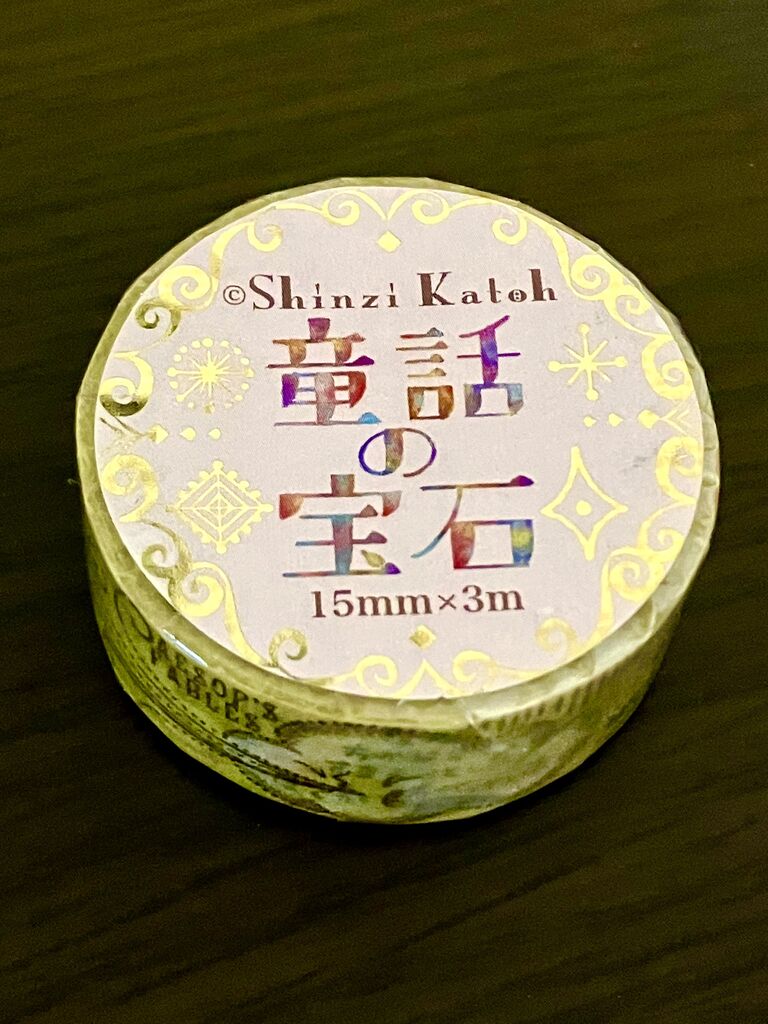 ©Shinzi Katoh
童話
の
宝石
15mm×3m
AESOP'S
FABLES